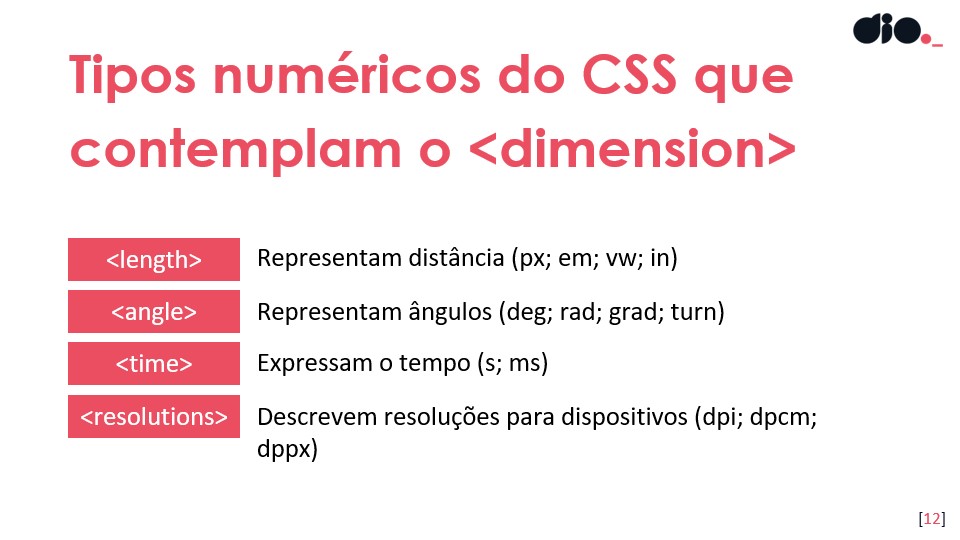 dio._
Tipos numéricos do CSS que
contemplam o <dimension>
<length> Representam distância (px; em; vw; in)
<angle> Representam ângulos (deg; rad; grad; turn)
<time> Expressam o tempo (s; ms)
<resolutions> Descrevem resoluções para dispositivos (dpi; dpcm;
dppx)
[12]